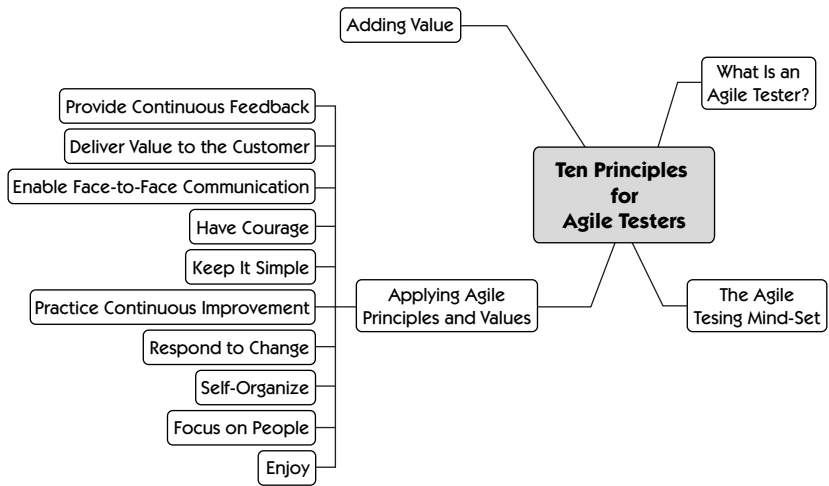 Adding Value
What Is an
Agile Tester?
Provide Continuous Feedback
Deliver Value to the Customer
Enable Face-to-Face Communication
Have Courage
Keep It Simple
Practice Continuous Improvement
Respond to Change
Self-Organize
Focus on People
Enjoy
Ten Principles
for
Agile Testers
Applying Agile
Principles and Values
The Agile
Tesing Mind-Set